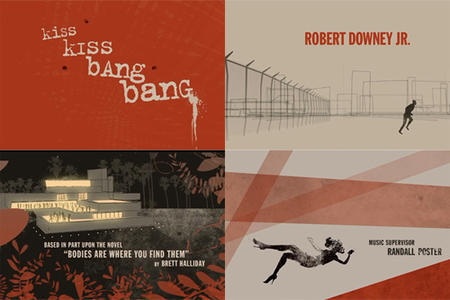 kiss
KISS
bANg
bang
ROBERT DOWNEY JR.
BASED IN PART UPON THE NOVEL
"BODIES ARE WHERE YOU FIND THEM"
BY BRETT HALLIDAY
MUSIC SUPERVISOR
RANDALL POSTER